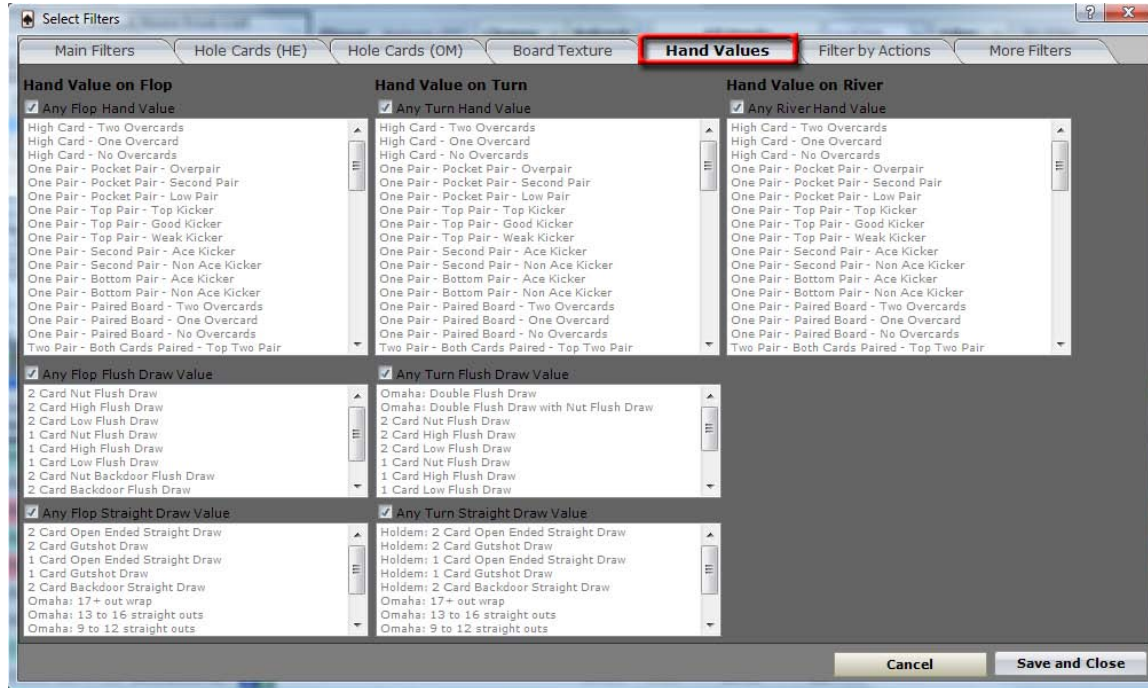 Select Filters
Main Filters
Hole Cards (HE)
Hole Cards (OM)
Board Texture
Hand Values
Filter by Actions
More Filters
Hand Value on Flop
Any Flop Hand Value
High Card - Two Overcards
High Card - One Overcard
High Card - No Overcards
One Pair - Pocket Pair - Overpair
One Pair - Pocket Pair - Second Pair
One Pair - Pocket Pair - Low Pair
One Pair - Top Pair - Top Kicker
One Pair - Top Pair - Good Kicker
One Pair - Top Pair - Weak Kicker
One Pair - Second Pair - Ace Kicker
One Pair - Second Pair - Non Ace Kicker
One Pair - Bottom Pair - Ace Kicker
One Pair - Bottom Pair - Non Ace Kicker
One Pair - Paired Board - Two Overcards
One Pair - Paired Board - One Overcard
One Pair - Paired Board - No Overcards
Two Pair - Both Cards Paired - Top Two Pair
Any Flop Flush Draw Value
2 Card Nut Flush Draw
2 Card High Flush Draw
2 Card Low Flush Draw
1 Card Nut Flush Draw
1 Card High Flush Draw
1 Card Low Flush Draw
2 Card Nut Backdoor Flush Draw
2 Card Backdoor Flush Draw
Any Flop Straight Draw Value
2 Card Open Ended Straight Draw
2 Card Gutshot Draw
1 Card Open Ended Straight Draw
1 Card Gutshot Draw
2 Card Backdoor Straight Draw
Omaha: 17+ out wrap
Omaha: 13 to 16 straight outs
Omaha: 9 to 12 straight outs
Hand Value on Turn
Any Turn Hand Value
High Card - Two Overcards
High Card - One Overcard
High Card - No Overcards
One Pair - Pocket Pair - Overpair
One Pair - Pocket Pair - Second Pair
One Pair - Pocket Pair - Low Pair
One Pair - Top Pair - Top Kicker
One Pair - Top Pair - Good Kicker
One Pair - Top Pair - Weak Kicker
One Pair - Second Pair - Ace Kicker
One Pair - Second Pair - Non Ace Kicker
One Pair - Bottom Pair - Ace Kicker
One Pair - Bottom Pair - Non Ace Kicker
One Pair - Paired Board - Two Overcards
One Pair - Paired Board - One Overcard
One Pair - Paired Board - No Overcards
Two Pair - Both Cards Paired - Top Two Pair
Any Turn Flush Draw Value
Omaha: Double Flush Draw
Omaha: Double Flush Draw with Nut Flush Draw
2 Card Nut Flush Draw
2 Card High Flush Draw
2 Card Low Flush Draw
1 Card Nut Flush Draw
1 Card High Flush Draw
1 Card Low Flush Draw
Any Turn Straight Draw Value
Holdem: 2 Card Open Ended Straight Draw
Holdem: 2 Card Gutshot Draw
Holdem: 1 Card Open Ended Straight Draw
Holdem: 1 Card Gutshot Draw
Holdem: 2 Card Backdoor Straight Draw
Omaha: 17+ out wrap
Omaha: 13 to 16 straight outs
Omaha: 9 to 12 straight outs
Hand Value on River
Any River Hand Value
High Card - Two Overcards
High Card - One Overcard
High Card - No Overcards
One Pair - Pocket Pair - Overpair
One Pair - Pocket Pair - Second Pair
One Pair - Pocket Pair - Low Pair
One Pair - Top Pair - Top Kicker
One Pair - Top Pair - Good Kicker
One Pair - Top Pair - Weak Kicker
One Pair - Second Pair - Ace Kicker
One Pair - Second Pair - Non Ace Kicker
One Pair - Bottom Pair - Ace Kicker
One Pair - Bottom Pair - Non Ace Kicker
One Pair - Paired Board - Two Overcards
One Pair - Paired Board - One Overcard
One Pair - Paired Board - No Overcards
Two Pair - Both Cards Paired - Top Two Pair
Cancel
Save and Close